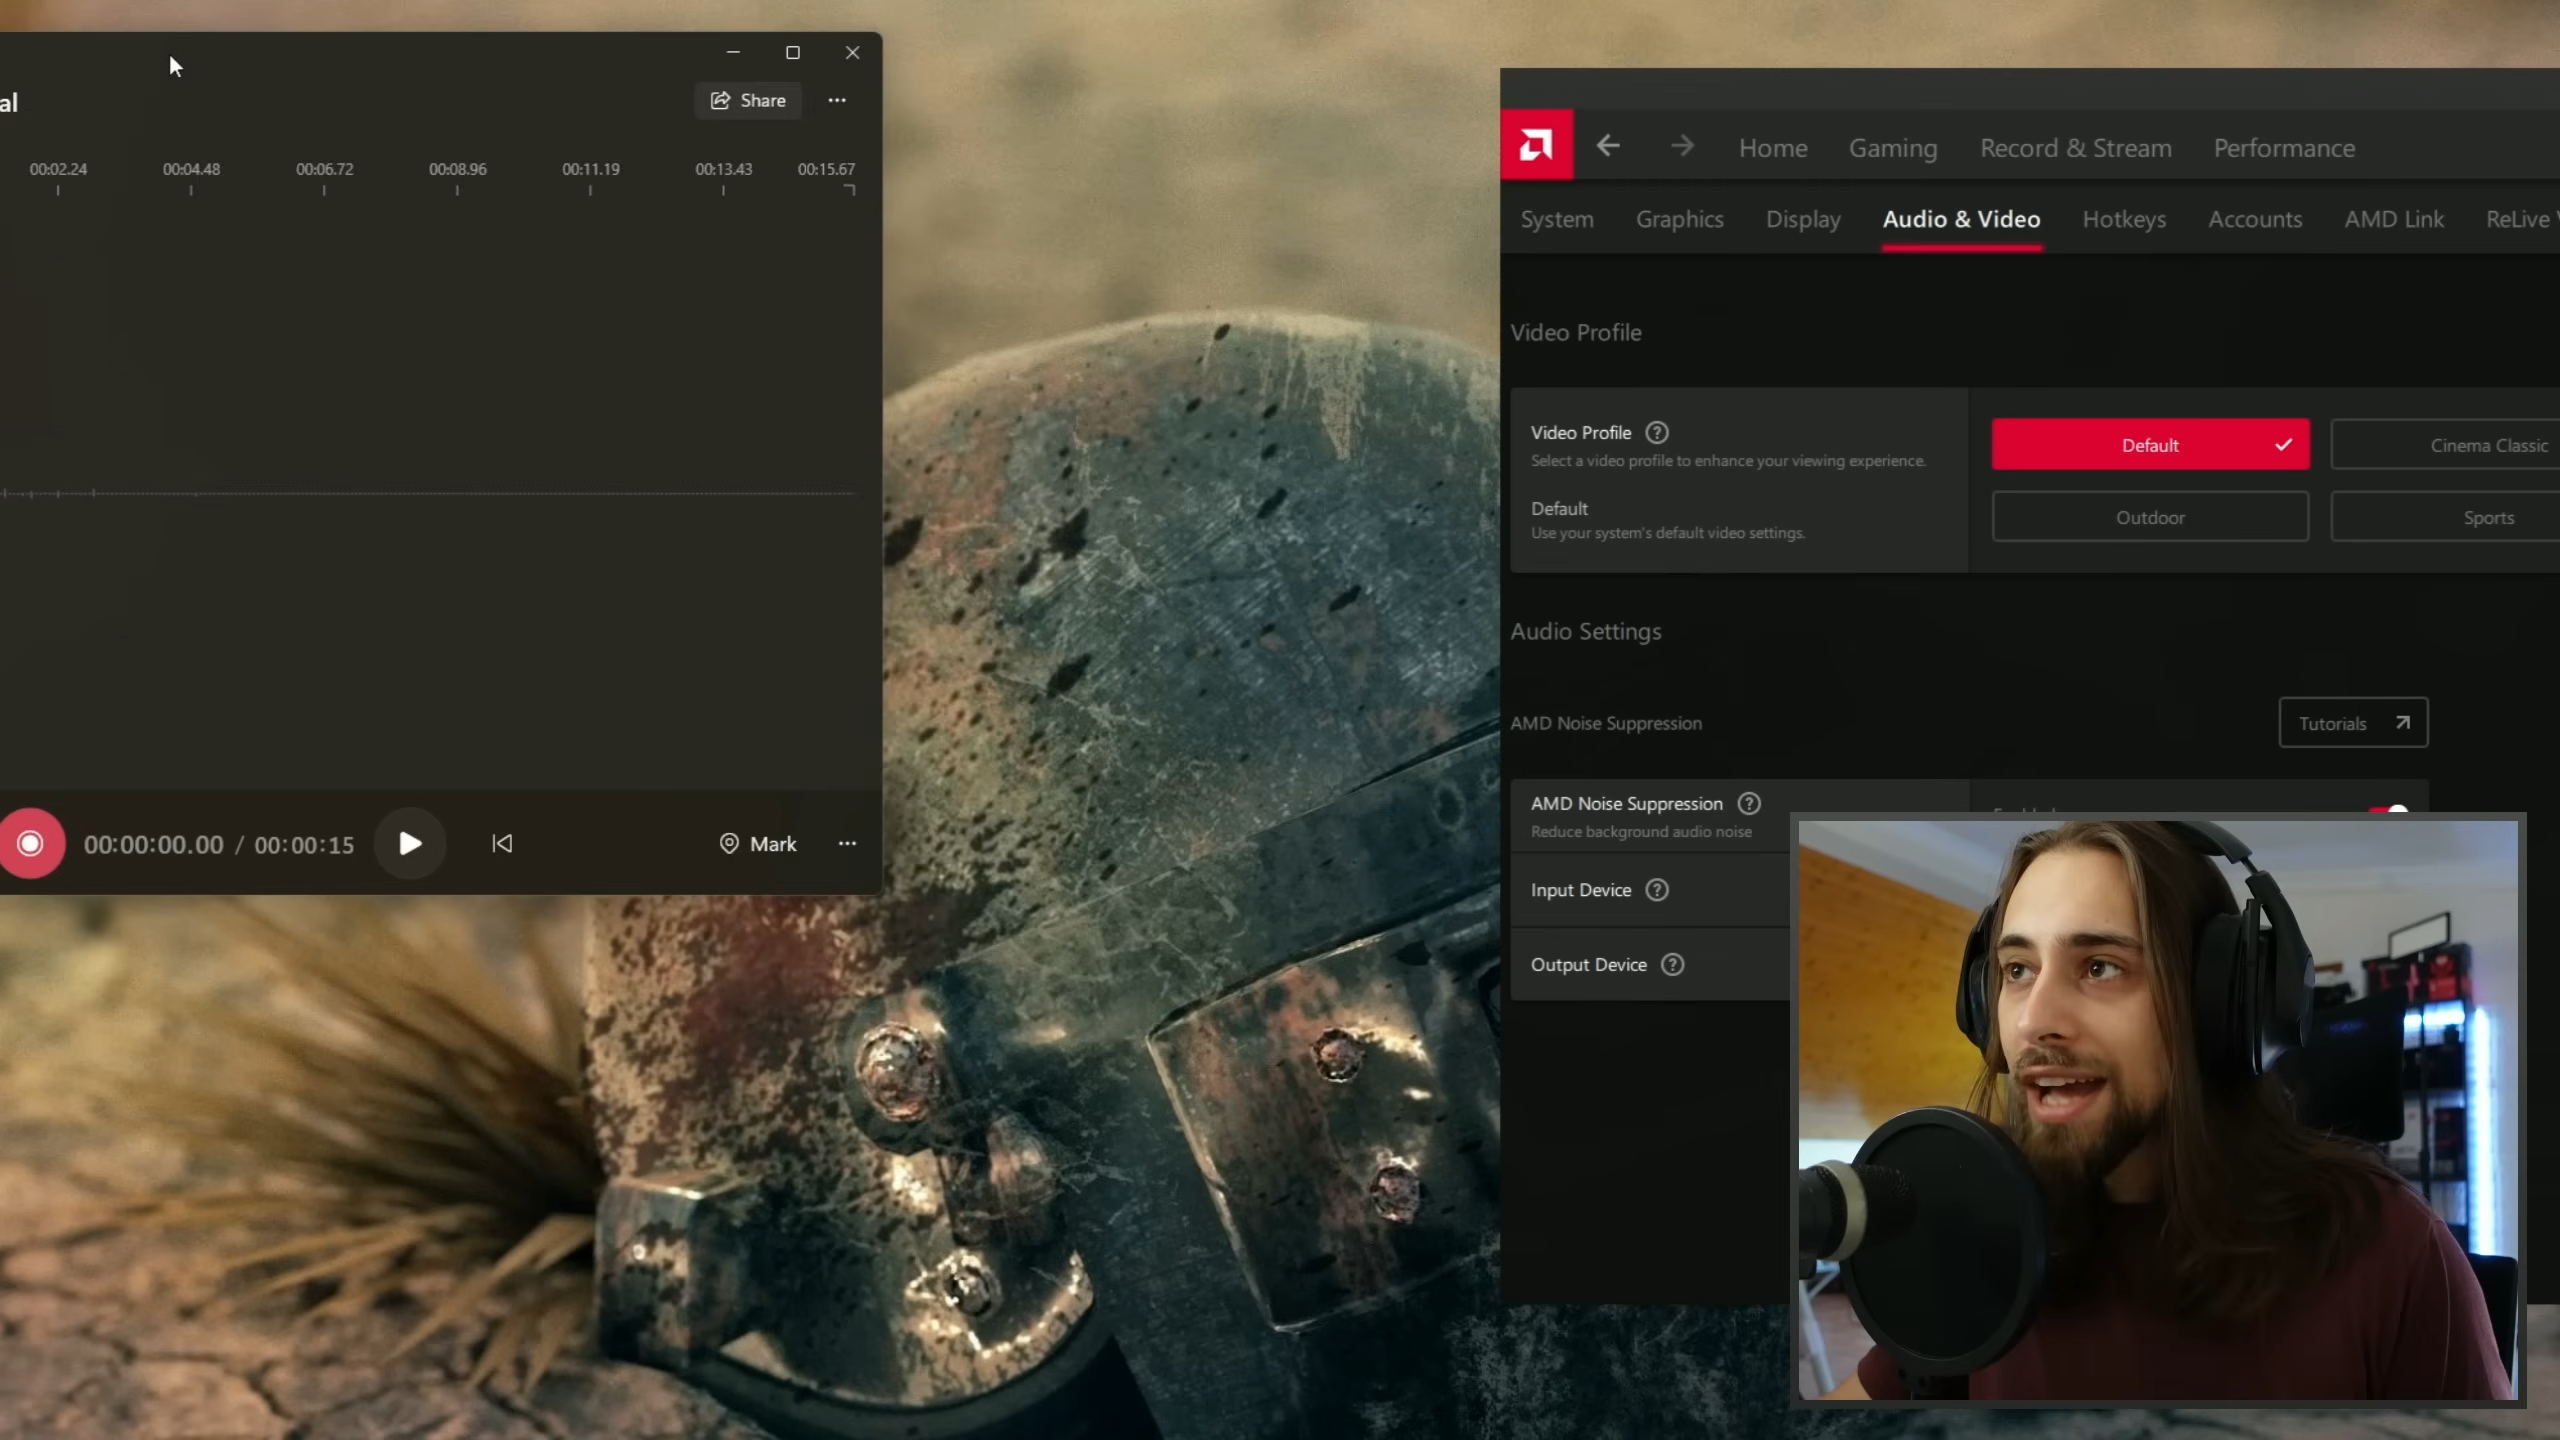 al
Share
00:02.24 00:04.48 00:06.72 00:08.96 00:11.19 00:13.43 00:15.67
00:00:00.00 / 00:00:15
Mark
Home Gaming Record & Stream Performance
System Graphics Display Audio & Video Hotkeys Accounts AMD Link ReLive
Video Profile
Video Profile
Select a video profile to enhance your viewing experience.
Default
Use your system's default video settings.
Default
Cinema Classic
Outdoor
Sports
Audio Settings
AMD Noise Suppression
Tutorials
AMD Noise Suppression
Reduce background audio noise
Input Device
Output Device